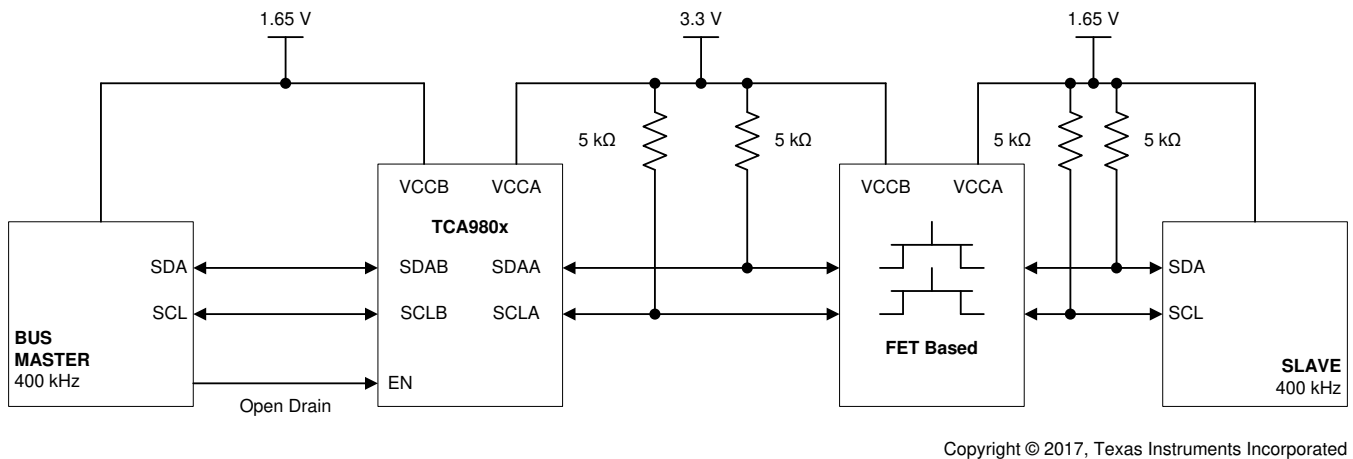 1.65 V
3.3 V
1.65 V
5 kΩ
5 kΩ
5 kΩ
5 kΩ
VCCB VCCA
VCCB VCCA
TCA980x
SDA
SDAB SDAA
SDA
SCL
SCLB SCLA
SCL
BUS
MASTER
400 kHz
FET Based
SLAVE
400 kHz
EN
Open Drain
Copyright © 2017, Texas Instruments Incorporated